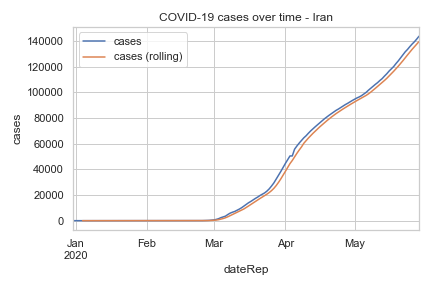 COVID-19 cases over time - Iran
cases
cases (rolling)
140000
120000
100000
80000
60000
40000
20000
0
cases
Jan Feb Mar Apr May
2020
dateRep